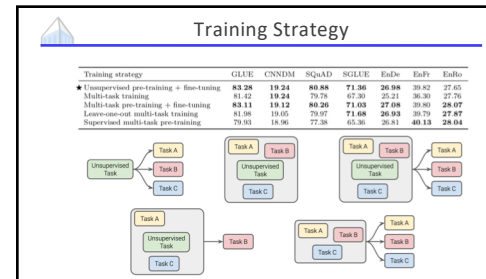 Training Strategy
Training strategy GLUE CNNDM SQuAD SGLUE EnDe EnFr EnRo
★ Unsupervised pre-training + fine-tuning 83.28 19.24 80.88 71.36 26.98 39.82 27.65
Multi-task training 81.42 19.24 79.78 67.30 25.21 36.30 27.76
Multi-task pre-training + fine-tuning 83.11 19.12 80.26 71.03 27.08 39.80 28.07
Leave-one-out multi-task training 81.98 19.05 79.97 71.68 26.93 39.79 27.87
Supervised multi-task pre-training 79.93 18.96 77.38 65.36 26.81 40.13 28.04
Unsupervised Task
Task A
Task B
Task C
Task A
Task B
Unsupervised Task
Task C
Task A
Task B
Unsupervised Task
Task C
Task A
Task B
Task C
Task A
Unsupervised Task
Task C
Task B
Task A
Task B
Task C
Task A
Task B
Task C